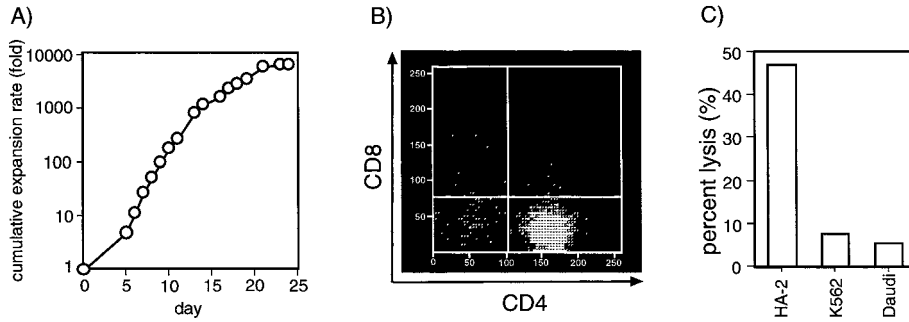 A)
cumulative expansion rate (fold)
10000
1000
100
10
1
0
5
10
15
20
25
day
B)
CD8
250
200
150
100
50
0
50
100
150
200
250
CD4
C)
percent lysis (%)
50
40
30
20
10
0
HA-2
K562
Daudi